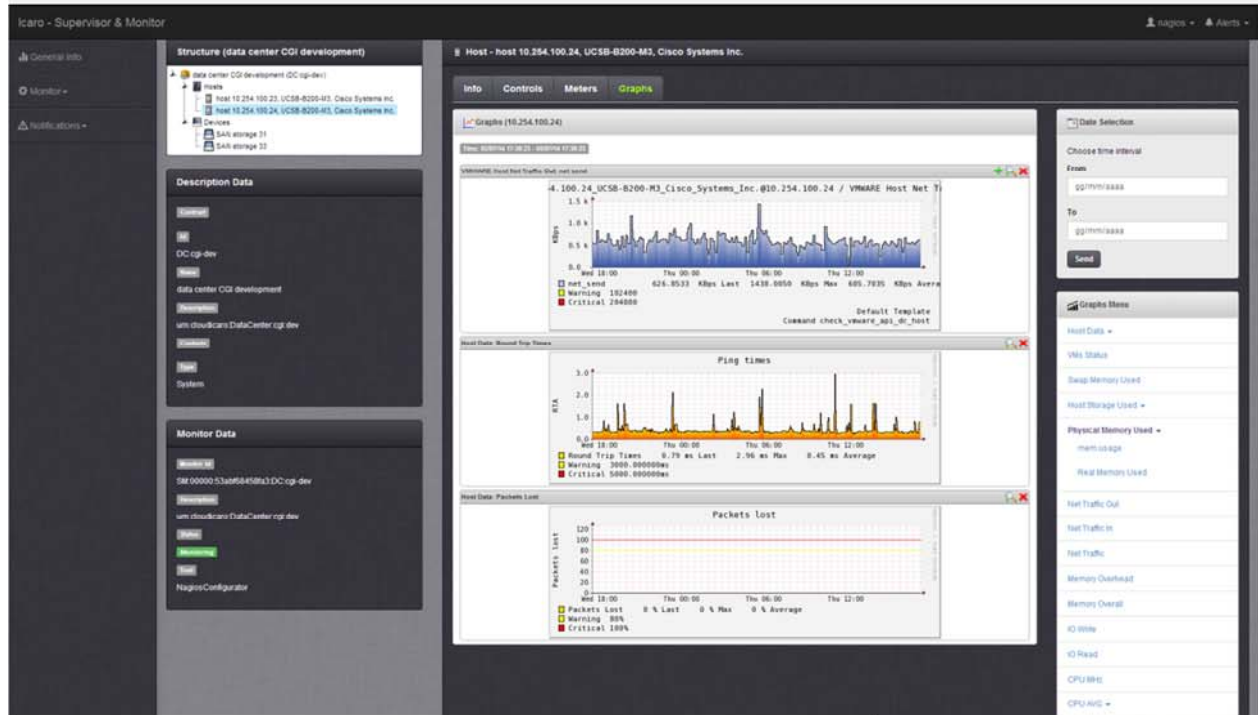 Icaro - Supervisor & Monitor
nagios
Alerts
General Info
Monitor
Notifications
Structure (data center CGI development)
data center CGI development (DC:cgi-dev)
Hosts
host 10.254.100.23, UCSB-B200-M3, Cisco Systems Inc.
host 10.254.100.24, UCSB-B200-M3, Cisco Systems Inc.
Devices
SAN storage 31
SAN storage 33
Description Data
Contract
Id
DC:cgi-dev
Name
data center CGI development
Description
urn:cloudicaro:DataCenter:cgi-dev
Type
System
Monitor Data
Monitor Id
Description
urn:cloudicaro:DataCenter:cgi-dev
Status
Monitoring
Tool
NagiosConfigurator
Host - host 10.254.100.24, UCSB-B200-M3, Cisco Systems Inc.
Info
Controls
Meters
Graphs
Graphs (10.254.100.24)
VMWARE Host Net Traffic Out: net send
4.100.24_UCSB-B200-M3_Cisco_Systems_Inc.@10.254.100.24 / VMWARE Host Net T
KBps
1.5 k
1.0 k
0.5 k
0.0
Wed 18:00 Thu 00:00 Thu 06:00 Thu 12:00
net_send 626.8533 KBps Last 1438.0050 KBps Max 605.7035 KBps Avera
Warning 102400
Critical 204800
Default Template
Command check_vmware_api_dc_host
Host Data: Round Trip Times
Ping times
RTA
3.0
2.0
1.0
0.0
Wed 18:00 Thu 00:00 Thu 06:00 Thu 12:00
Round Trip Times 0.79 ms Last 2.96 ms Max 0.45 ms Average
Warning 3000.000000ms
Critical 5000.000000ms
Host Data: Packets Lost
Packets lost
Packets lost
120
100
80
60
40
20
0
Wed 18:00 Thu 00:00 Thu 06:00 Thu 12:00
Packets Lost 0 % Last 0 % Max 0 % Average
Warning 80%
Critical 100%
Date Selection
Choose time interval
From
gg/mm/aaaa
To
gg/mm/aaaa
Send
Graphs Menu
Host Data
VMs Status
Swap Memory Used
Host Storage Used
Physical Memory Used
mem.usage
Real Memory Used
Net Traffic Out
Net Traffic In
Net Traffic
Memory Overhead
Memory Overall
IO Write
IO Read
CPU MHz
CPU AVG